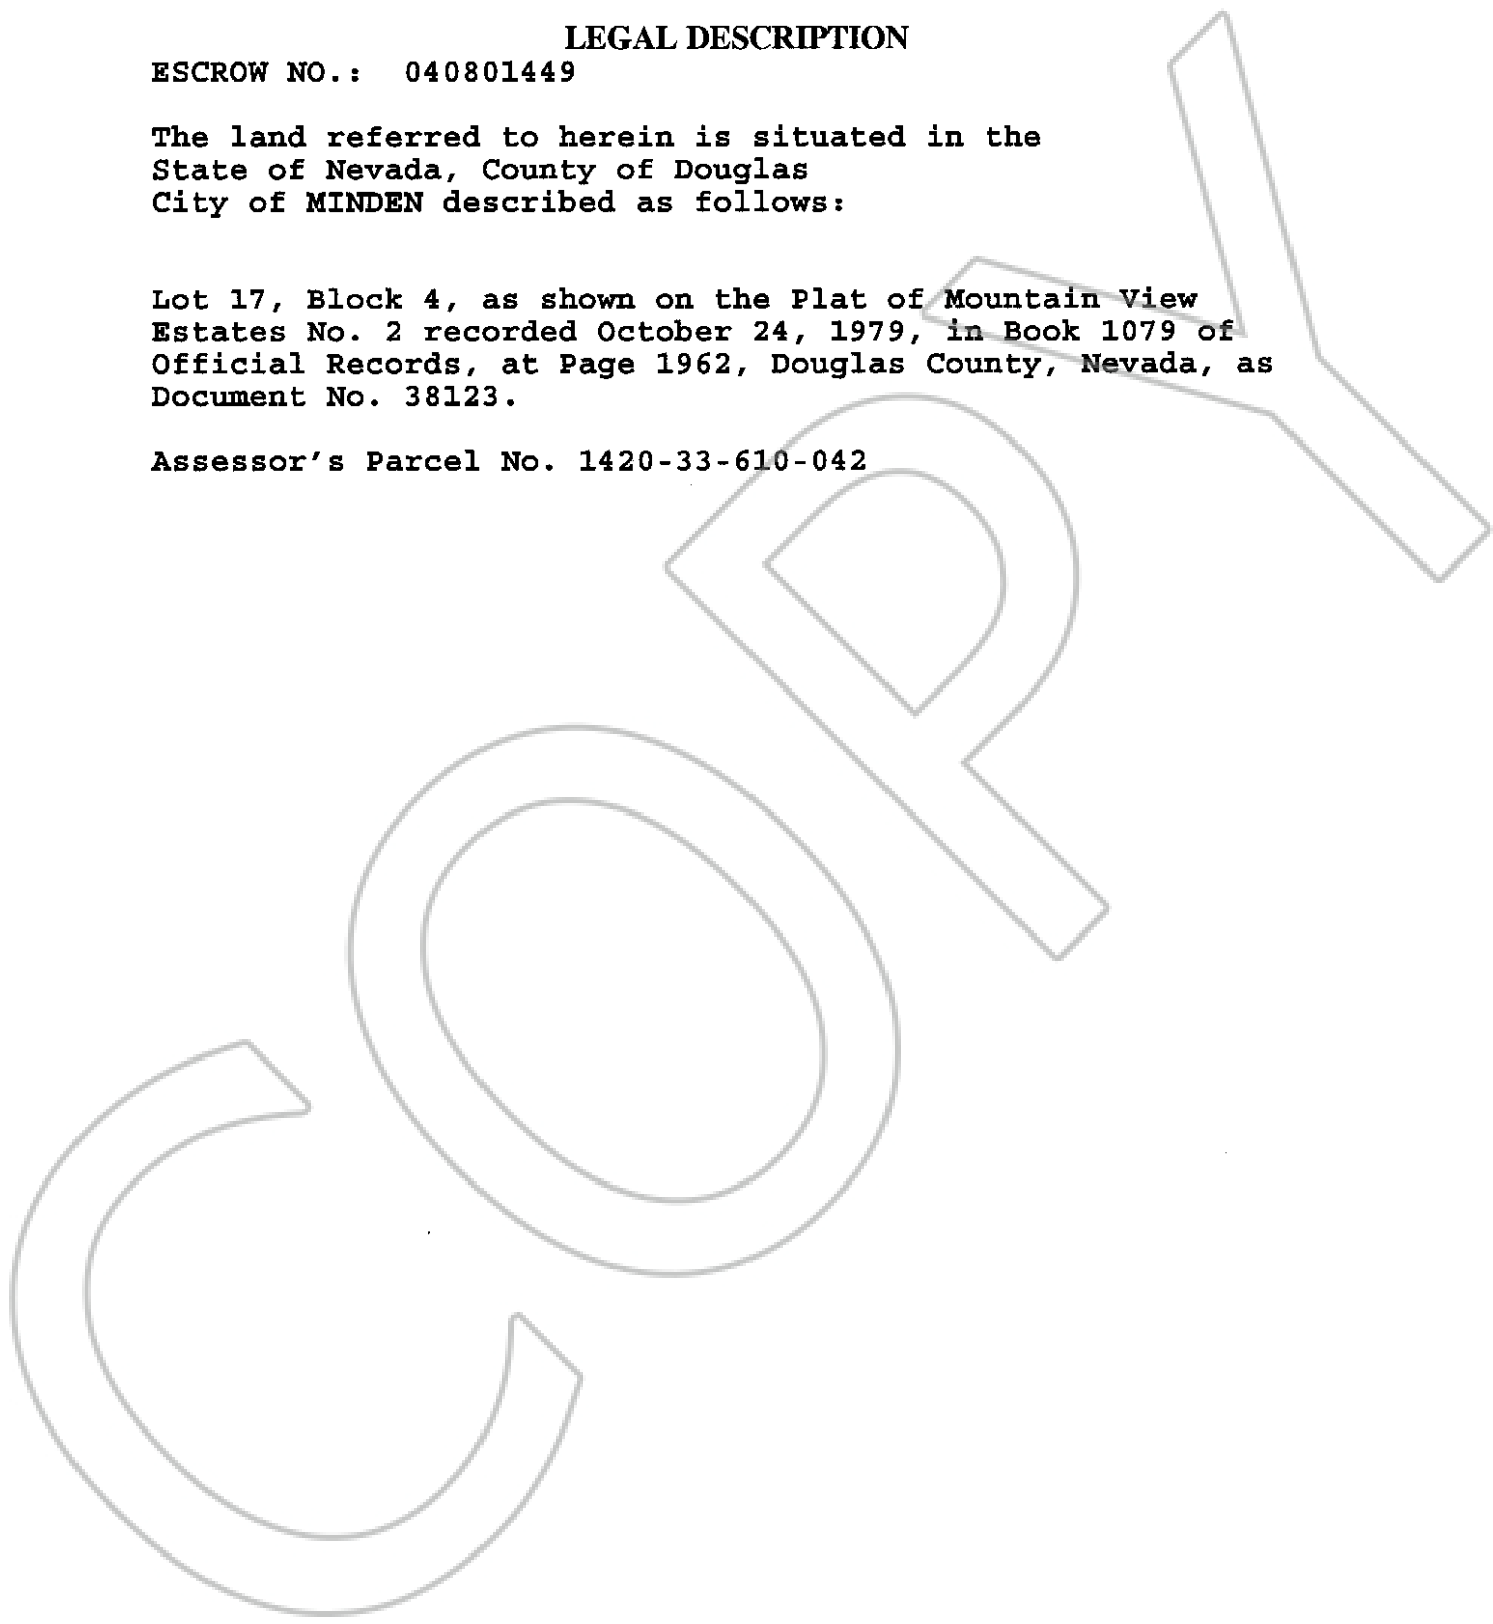 LEGAL DESCRIPTION
ESCROW NO.: 040801449
The land referred to herein is situated in the
State of Nevada, County of Douglas
City of MINDEN described as follows:
Lot 17, Block 4, as shown on the Plat of Mountain View
Estates No. 2 recorded October 24, 1979, in Book 1079 of
Official Records, at Page 1962, Douglas County, Nevada, as
Document No. 38123.
Assessor's Parcel No. 1420-33-610-042
COPY